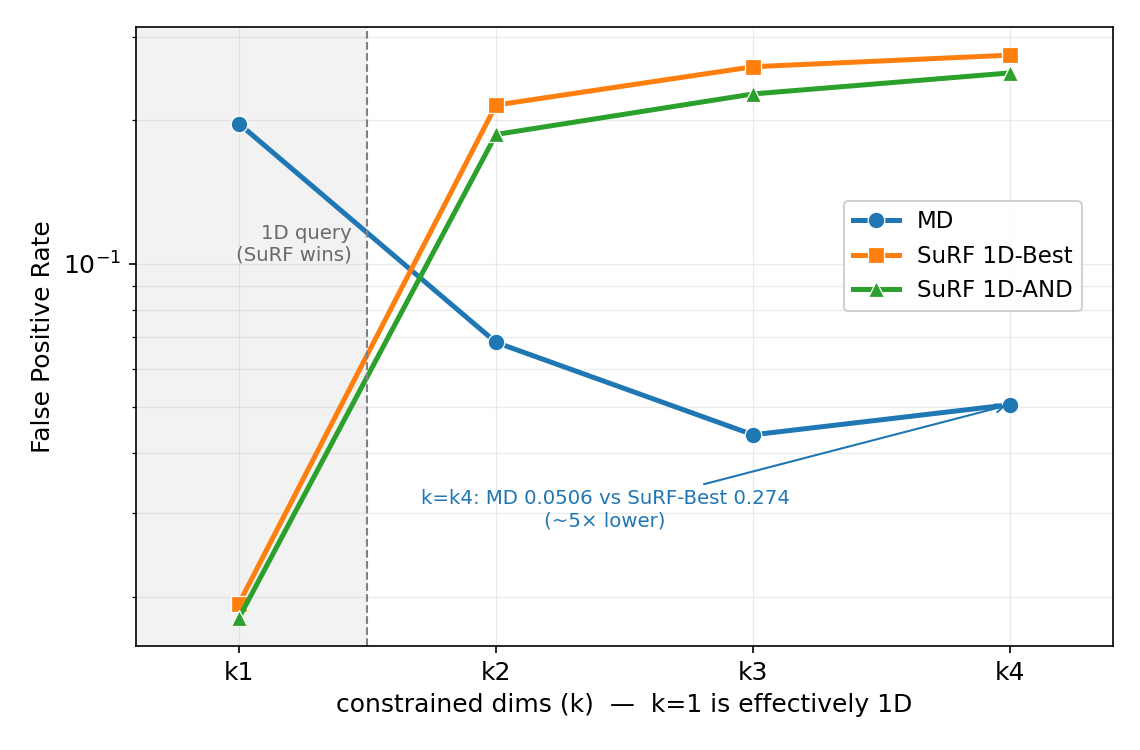 False Positive Rate
10⁻¹
1D query
(SuRF wins)
MD
SuRF 1D-Best
SuRF 1D-AND
k=k4: MD 0.0506 vs SuRF-Best 0.274
(~5× lower)
k1 k2 k3 k4
constrained dims (k) — k=1 is effectively 1D